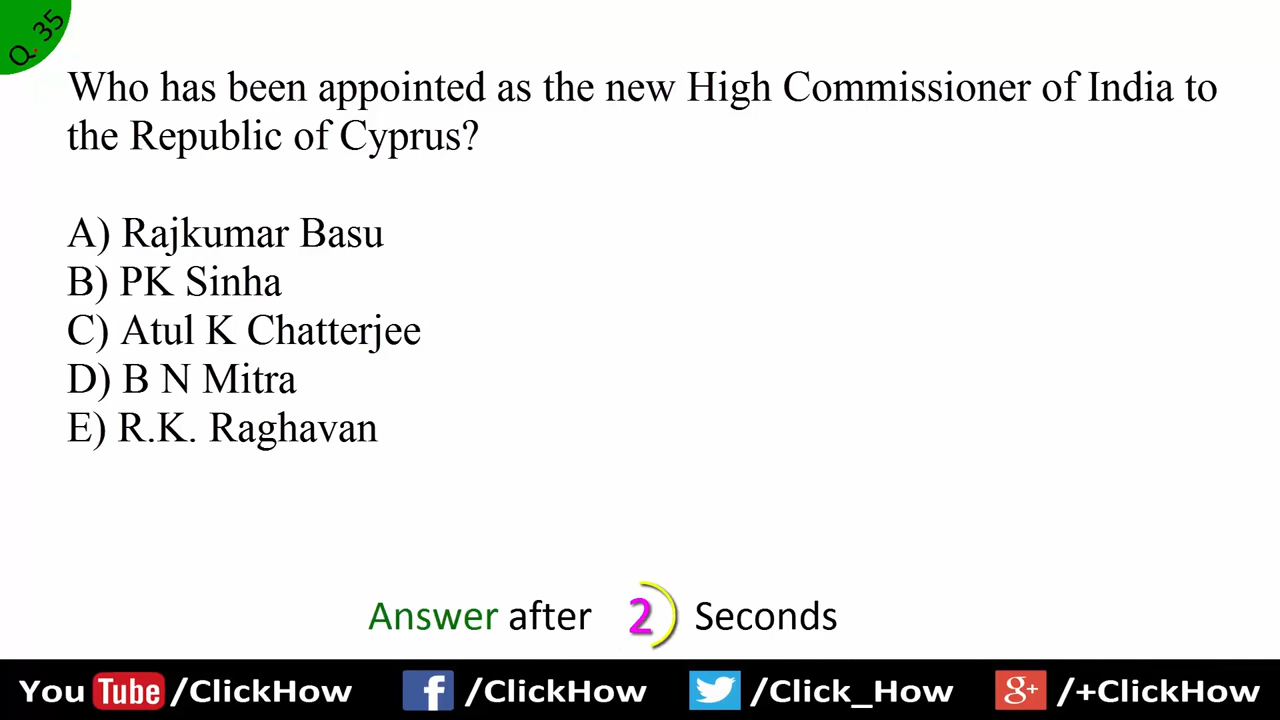 Q. 35
Who has been appointed as the new High Commissioner of India to
the Republic of Cyprus?
A) Rajkumar Basu
B) PK Sinha
C) Atul K Chatterjee
D) B N Mitra
E) R.K. Raghavan
Answer after 2 Seconds
You Tube /ClickHow f /ClickHow /Click_How g+ /+ClickHow